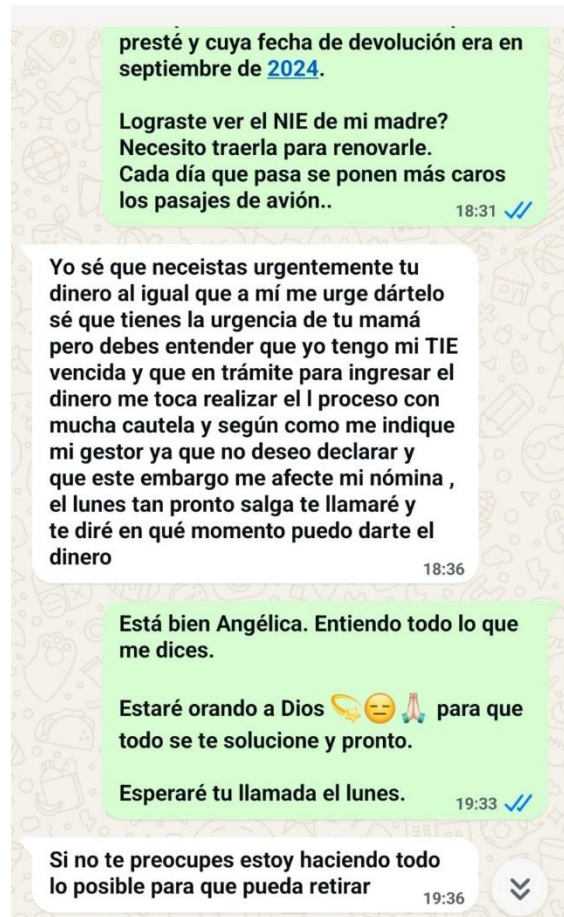 presté y cuya fecha de devolución era en
septiembre de 2024.
Lograste ver el NIE de mi madre?
Necesito traerla para renovarle.
Cada día que pasa se ponen más caros
los pasajes de avión..
18:31
Yo sé que neceistas urgentemente tu
dinero al igual que a mí me urge dártelo
sé que tienes la urgencia de tu mamá
pero debes entender que yo tengo mi TIE
vencida y que en trámite para ingresar el
dinero me toca realizar el l proceso con
mucha cautela y según como me indique
mi gestor ya que no deseo declarar y
que este embargo me afecte mi nómina ,
el lunes tan pronto salga te llamaré y
te diré en qué momento puedo darte el
dinero
18:36
Está bien Angélica. Entiendo todo lo que
me dices.
Estaré orando a Dios 💫😑🙏🏻 para que
todo se te solucione y pronto.
Esperaré tu llamada el lunes.
19:33
Si no te preocupes estoy haciendo todo
lo posible para que pueda retirar
19:36